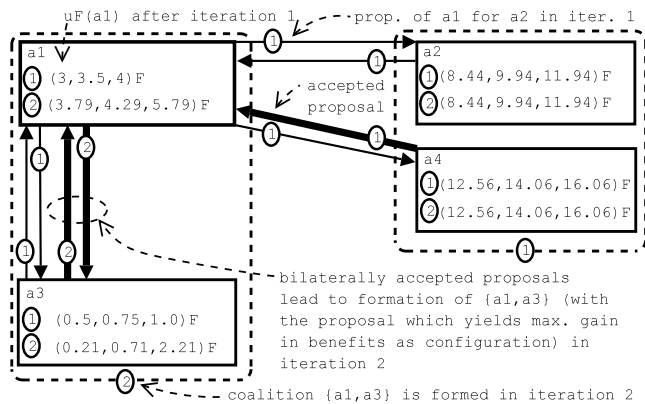 uF(a1) after iteration 1
prop. of a1 for a2 in iter. 1
1
a1
1 (3,3.5,4)F
2 (3.79,4.29,5.79)F
1
accepted
proposal
a2
1 (8.44,9.94,11.94)F
2 (8.44,9.94,11.94)F
1
1
1
2
a4
1 (12.56,14.06,16.06)F
2 (12.56,14.06,16.06)F
1
2
1
bilaterally accepted proposals
lead to formation of {a1,a3} (with
the proposal which yields max. gain
in benefits as configuration) in
iteration 2
a3
1 (0.5,0.75,1.0)F
2 (0.21,0.71,2.21)F
2
coalition {a1,a3} is formed in iteration 2